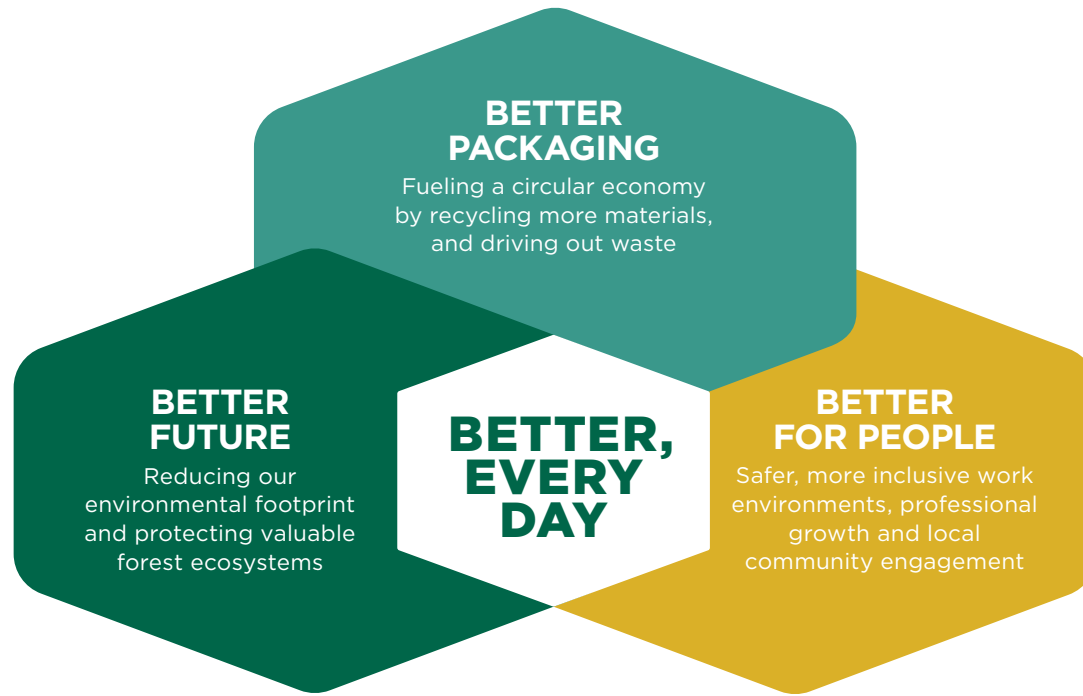 BETTER
PACKAGING
Fueling a circular economy
by recycling more materials,
and driving out waste
BETTER
FUTURE
Reducing our
environmental footprint
and protecting valuable
forest ecosystems
BETTER,
EVERY
DAY
BETTER
FOR PEOPLE
Safer, more inclusive work
environments, professional
growth and local
community engagement